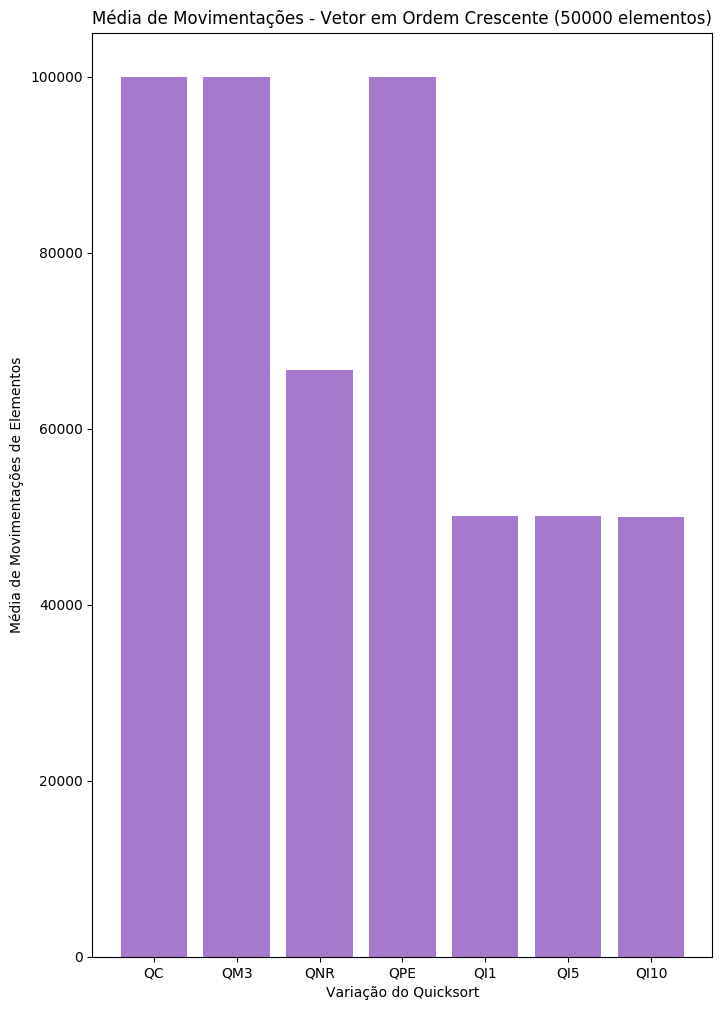 Média de Movimentações - Vetor em Ordem Crescente (50000 elementos)
Média de Movimentações de Elementos
100000
80000
60000
40000
20000
0
QC QM3 QNR QPE QI1 QI5 QI10
Variação do Quicksort